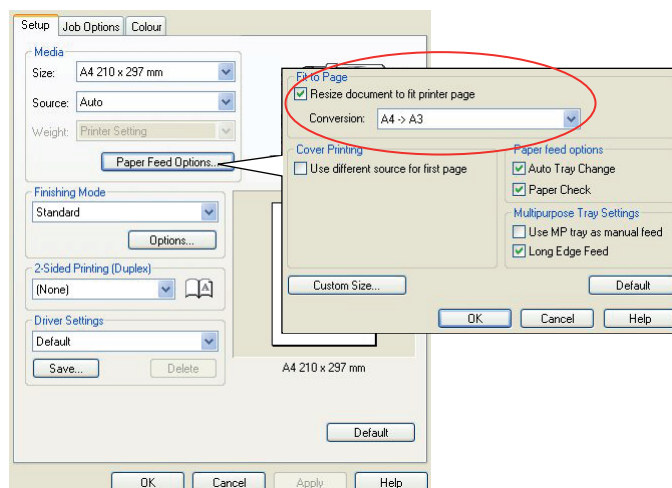 Setup Job Options Colour
Media
Size: A4 210 x 297 mm
Source: Auto
Weight: Printer Setting
Paper Feed Options...
Finishing Mode
Standard
Options...
2-Sided Printing (Duplex)
(None)
A
Driver Settings
Default
Save... Delete
A4 210 x 297 mm
Default
OK Cancel Apply Help
Fit to Page
Resize document to fit printer page
Conversion: A4 -> A3
Cover Printing
Use different source for first page
Paper feed options
Auto Tray Change
Paper Check
Multipurpose Tray Settings
Use MP tray as manual feed
Long Edge Feed
Custom Size... Default
OK Cancel Help